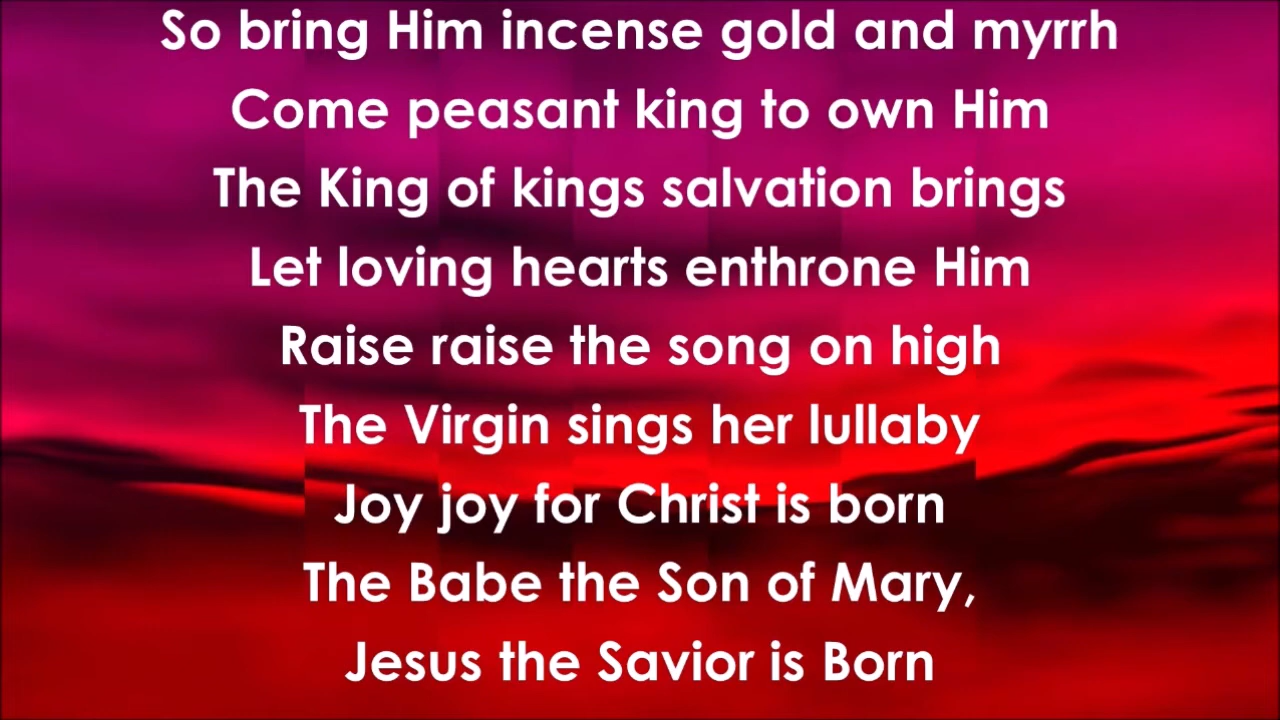 So bring Him incense gold and myrrh
Come peasant king to own Him
The King of kings salvation brings
Let loving hearts enthrone Him
Raise raise the song on high
The Virgin sings her lullaby
Joy joy for Christ is born
The Babe the Son of Mary,
Jesus the Savior is Born